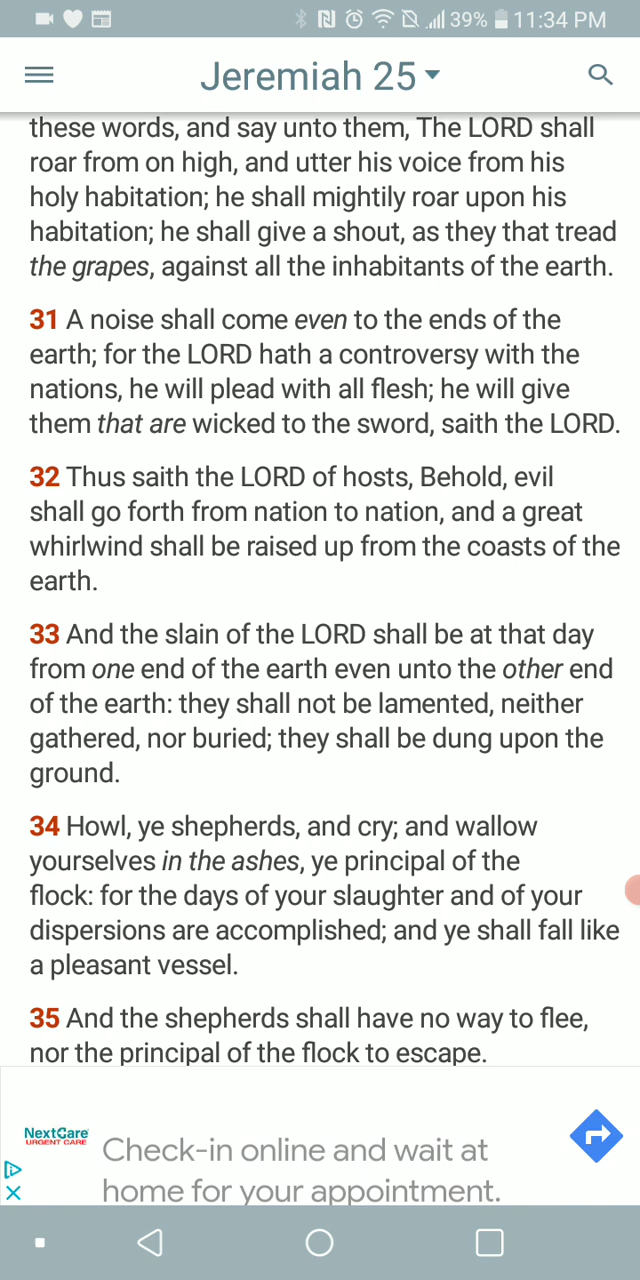 39% 11:34 PM
Jeremiah 25
these words, and say unto them, The LORD shall
roar from on high, and utter his voice from his
holy habitation; he shall mightily roar upon his
habitation; he shall give a shout, as they that tread
the grapes, against all the inhabitants of the earth.
31 A noise shall come even to the ends of the
earth; for the LORD hath a controversy with the
nations, he will plead with all flesh; he will give
them that are wicked to the sword, saith the LORD.
32 Thus saith the LORD of hosts, Behold, evil
shall go forth from nation to nation, and a great
whirlwind shall be raised up from the coasts of the
earth.
33 And the slain of the LORD shall be at that day
from one end of the earth even unto the other end
of the earth: they shall not be lamented, neither
gathered, nor buried; they shall be dung upon the
ground.
34 Howl, ye shepherds, and cry; and wallow
yourselves in the ashes, ye principal of the
flock: for the days of your slaughter and of your
dispersions are accomplished; and ye shall fall like
a pleasant vessel.
35 And the shepherds shall have no way to flee,
nor the principal of the flock to escape.
NextCare
URGENT CARE
Check-in online and wait at
home for your appointment.